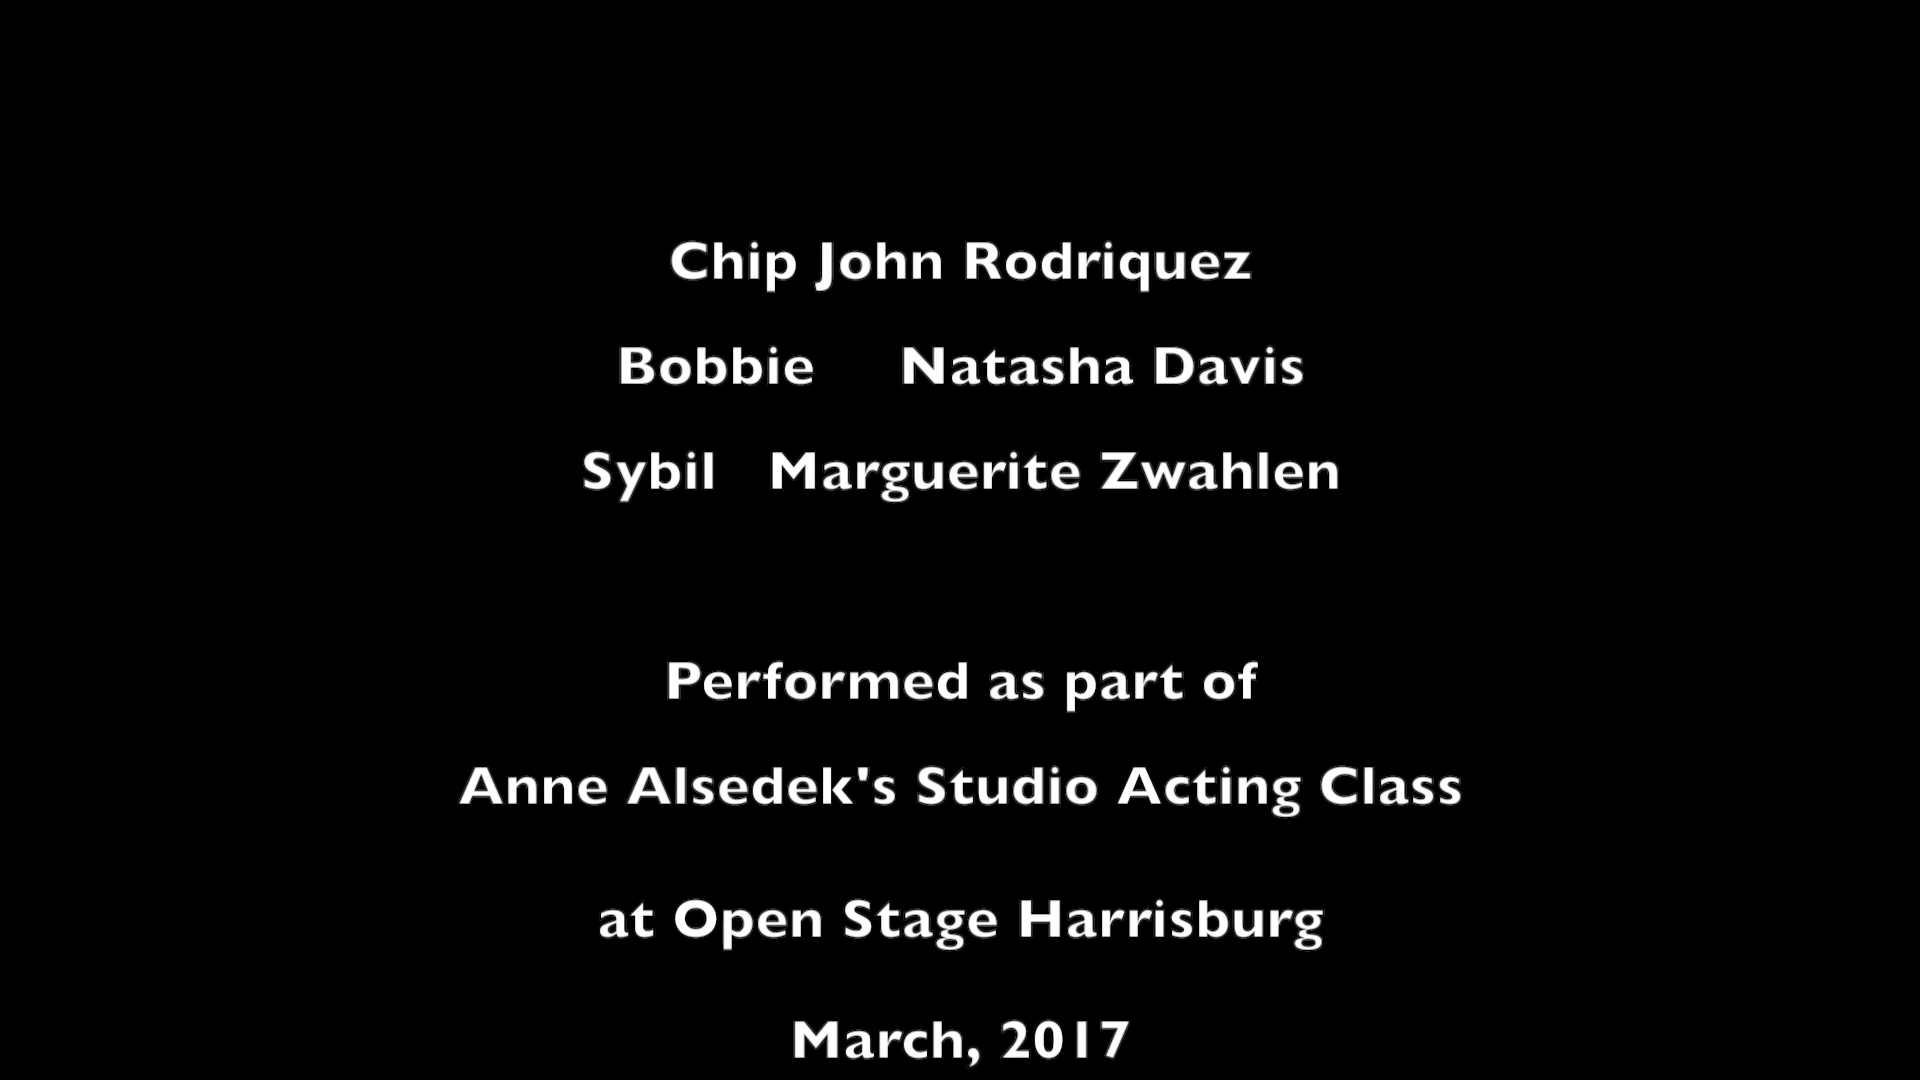 Chip John Rodriquez
Bobbie Natasha Davis
Sybil Marguerite Zwahlen
Performed as part of
Anne Alsedek's Studio Acting Class
at Open Stage Harrisburg
March, 2017